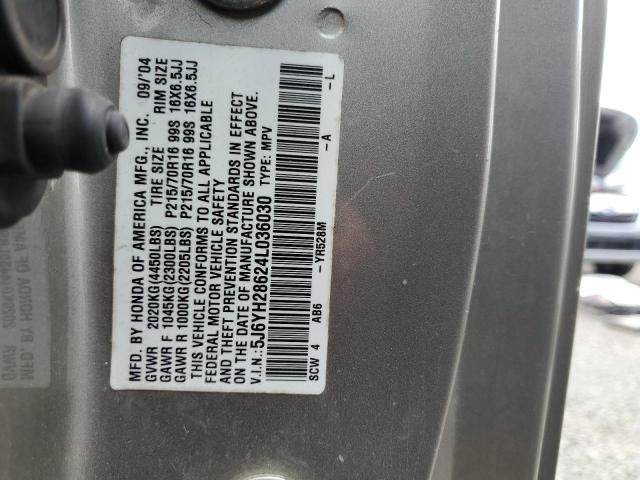 MFD. BY HONDA OF AMERICA MFG., INC. 09/'04
GVWR 2020KG(4450LBS) TIRE SIZE RIM SIZE
GAWR F 1045KG(2300LBS) P215/70R16 99S 16X6.5JJ
GAWR R 1000KG(2205LBS) P215/70R16 99S 16X6.5JJ
THIS VEHICLE CONFORMS TO ALL APPLICABLE
FEDERAL MOTOR VEHICLE SAFETY
AND THEFT PREVENTION STANDARDS IN EFFECT
ON THE DATE OF MANUFACTURE SHOWN ABOVE.
V.I.N.:5J6YH28624L036030 TYPE: MPV
SCW 4 AB6 -YR528M -A -L